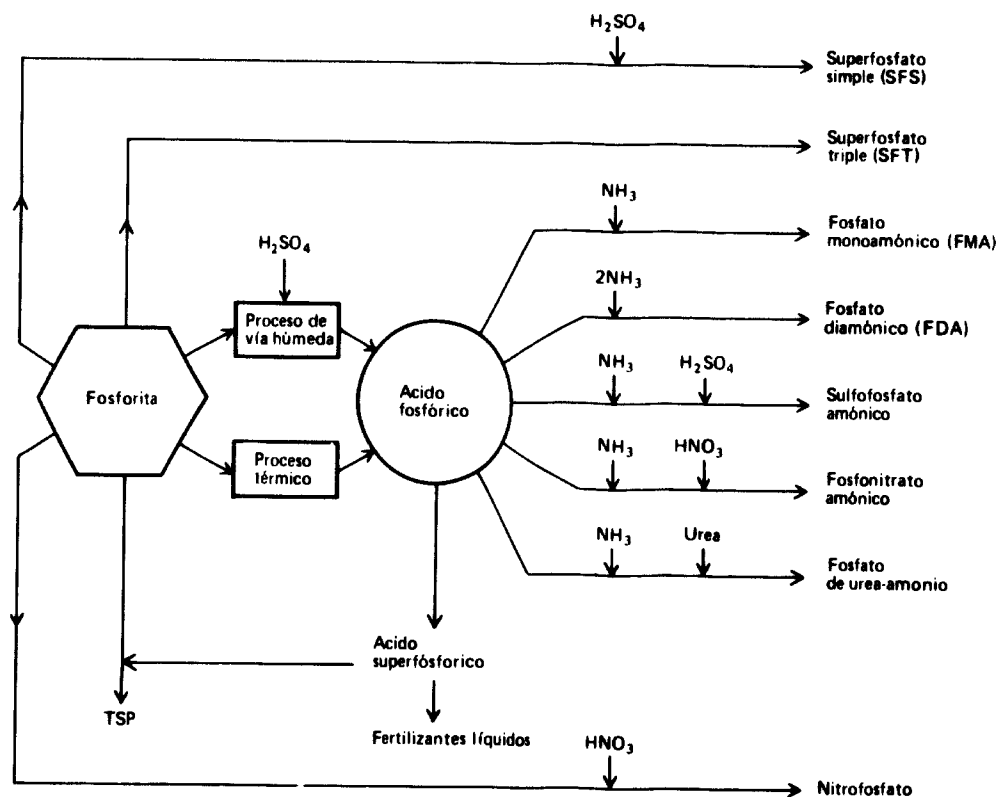 H₂SO₄
Superfosfato
simple (SFS)
Superfosfato
triple (SFT)
NH₃
Fosfato
monoamónico (FMA)
H₂SO₄
2NH₃
Proceso de
vía hùmeda
Fosfato
diamónico (FDA)
Fosforita
Acido
fosfórico
NH₃
H₂SO₄
Sulfofosfato
amónico
Proceso
térmico
NH₃
HNO₃
Fosfonitrato
amónico
NH₃
Urea
Fosfato
de urea-amonio
Acido
superfósforico
TSP
Fertilizantes líquidos
HNO₃
Nitrofosfato